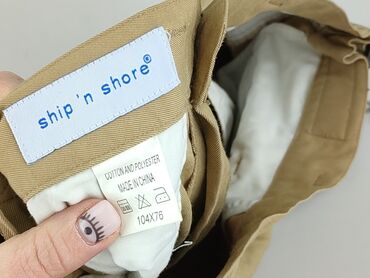 ship 'n shore®
COTTON AND POLYESTER
MADE IN CHINA
104X76